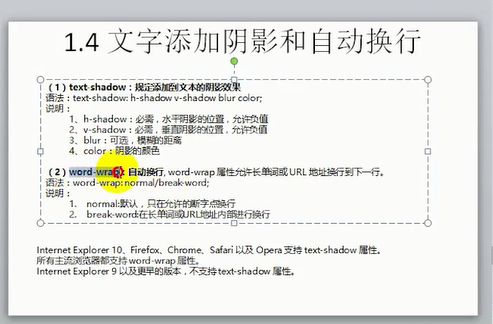 1.4 文字添加阴影和自动换行
（1）text-shadow：规定添加到文本的阴影效果
语法：text-shadow: h-shadow v-shadow blur color;
说明：
1、h-shadow：必需，水平阴影的位置，允许负值
2、v-shadow：必需，垂直阴影的位置，允许负值
3、blur：可选，模糊的距离
4、color：阴影的颜色
（2）word-wrap：自动换行, word-wrap 属性允许长单词或 URL 地址换行到下一行。
语法：word-wrap: normal/break-word;
说明：
1. normal:默认，只在允许的断字点换行
2. break-word:在长单词或URL地址内部进行换行
Internet Explorer 10、Firefox、Chrome、Safari 以及 Opera 支持 text-shadow 属性。
所有主流浏览器都支持 word-wrap 属性。
Internet Explorer 9 以及更早的版本，不支持 text-shadow 属性。